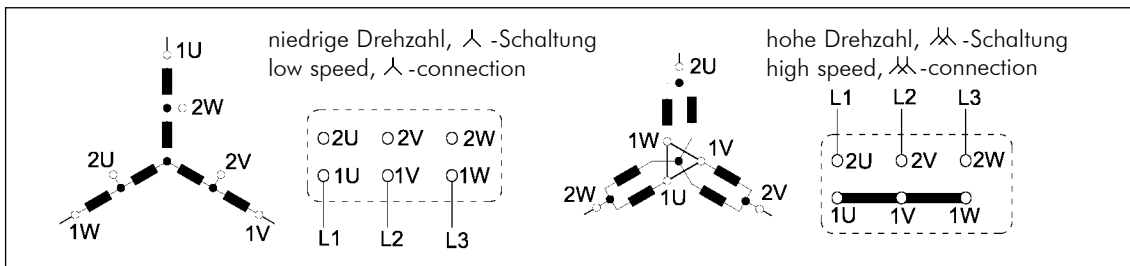 niedrige Drehzahl, ⅄ -Schaltung
low speed, ⅄ -connection
1U
2W
2U
2V
1W
1V
2U 2V 2W
1U 1V 1W
L1 L2 L3
hohe Drehzahl, ⅄⅄ -Schaltung
high speed, ⅄⅄ -connection
2U
1W
1V
2W
1U
2V
L1 L2 L3
2U 2V 2W
1U 1V 1W